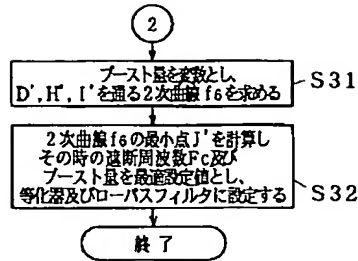 2
ブースト量を変数とし、
D′,H′,I′を通る2次曲線f6を求める
S31
2次曲線f6の最小点J′を計算し
その時の遮断周波数Fc及び
ブースト量を最適設定値とし、
等化器及びローパスフィルタに設定する
S32
終了